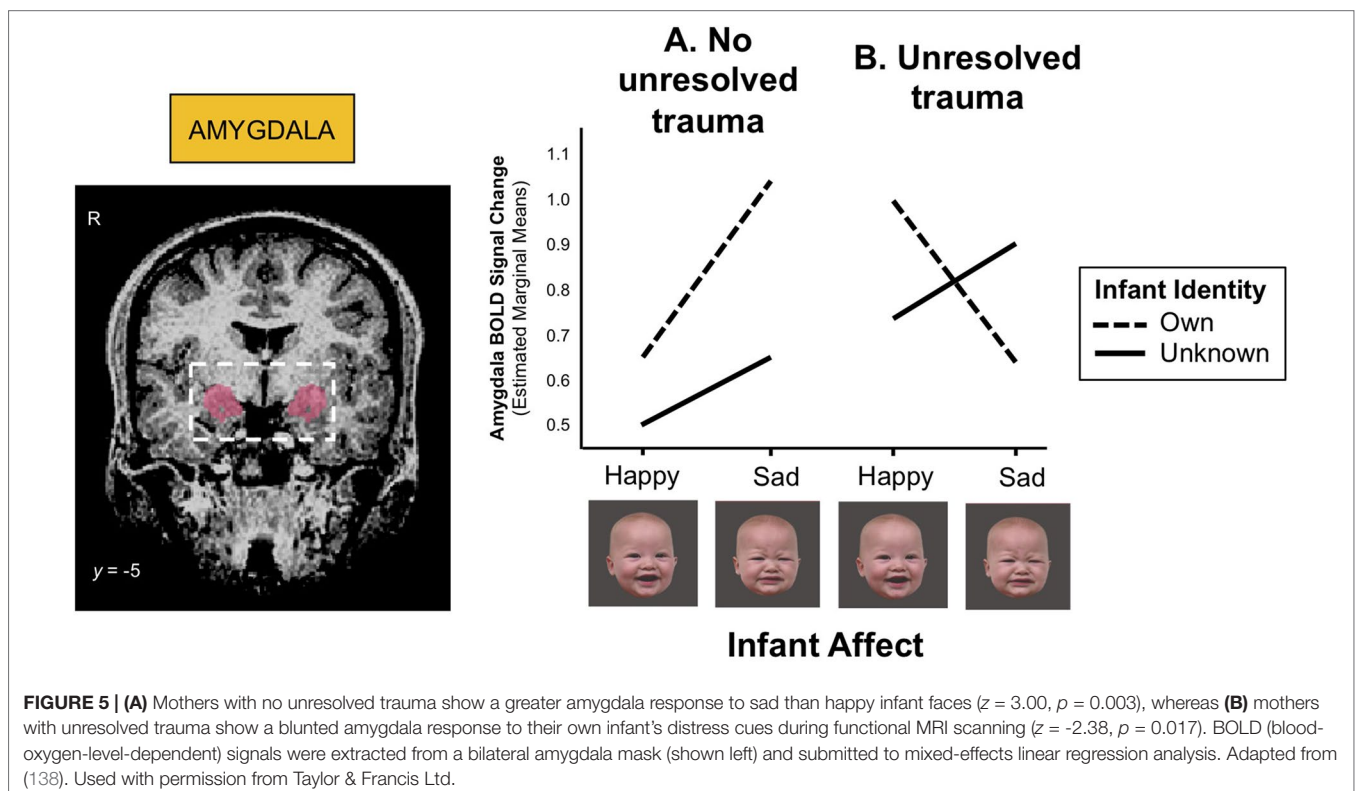 AMYGDALA
R
y = -5
A. No
unresolved
trauma
B. Unresolved
trauma
Amygdala BOLD Signal Change
(Estimated Marginal Means)
1.1
1.0
0.9
0.8
0.7
0.6
0.5
Happy
Sad
Happy
Sad
Infant Affect
Infant Identity
Own
Unknown
FIGURE 5 | (A) Mothers with no unresolved trauma show a greater amygdala response to sad than happy infant faces (z = 3.00, p = 0.003), whereas (B) mothers
with unresolved trauma show a blunted amygdala response to their own infant's distress cues during functional MRI scanning (z = -2.38, p = 0.017). BOLD (blood-
oxygen-level-dependent) signals were extracted from a bilateral amygdala mask (shown left) and submitted to mixed-effects linear regression analysis. Adapted from
(138). Used with permission from Taylor & Francis Ltd.